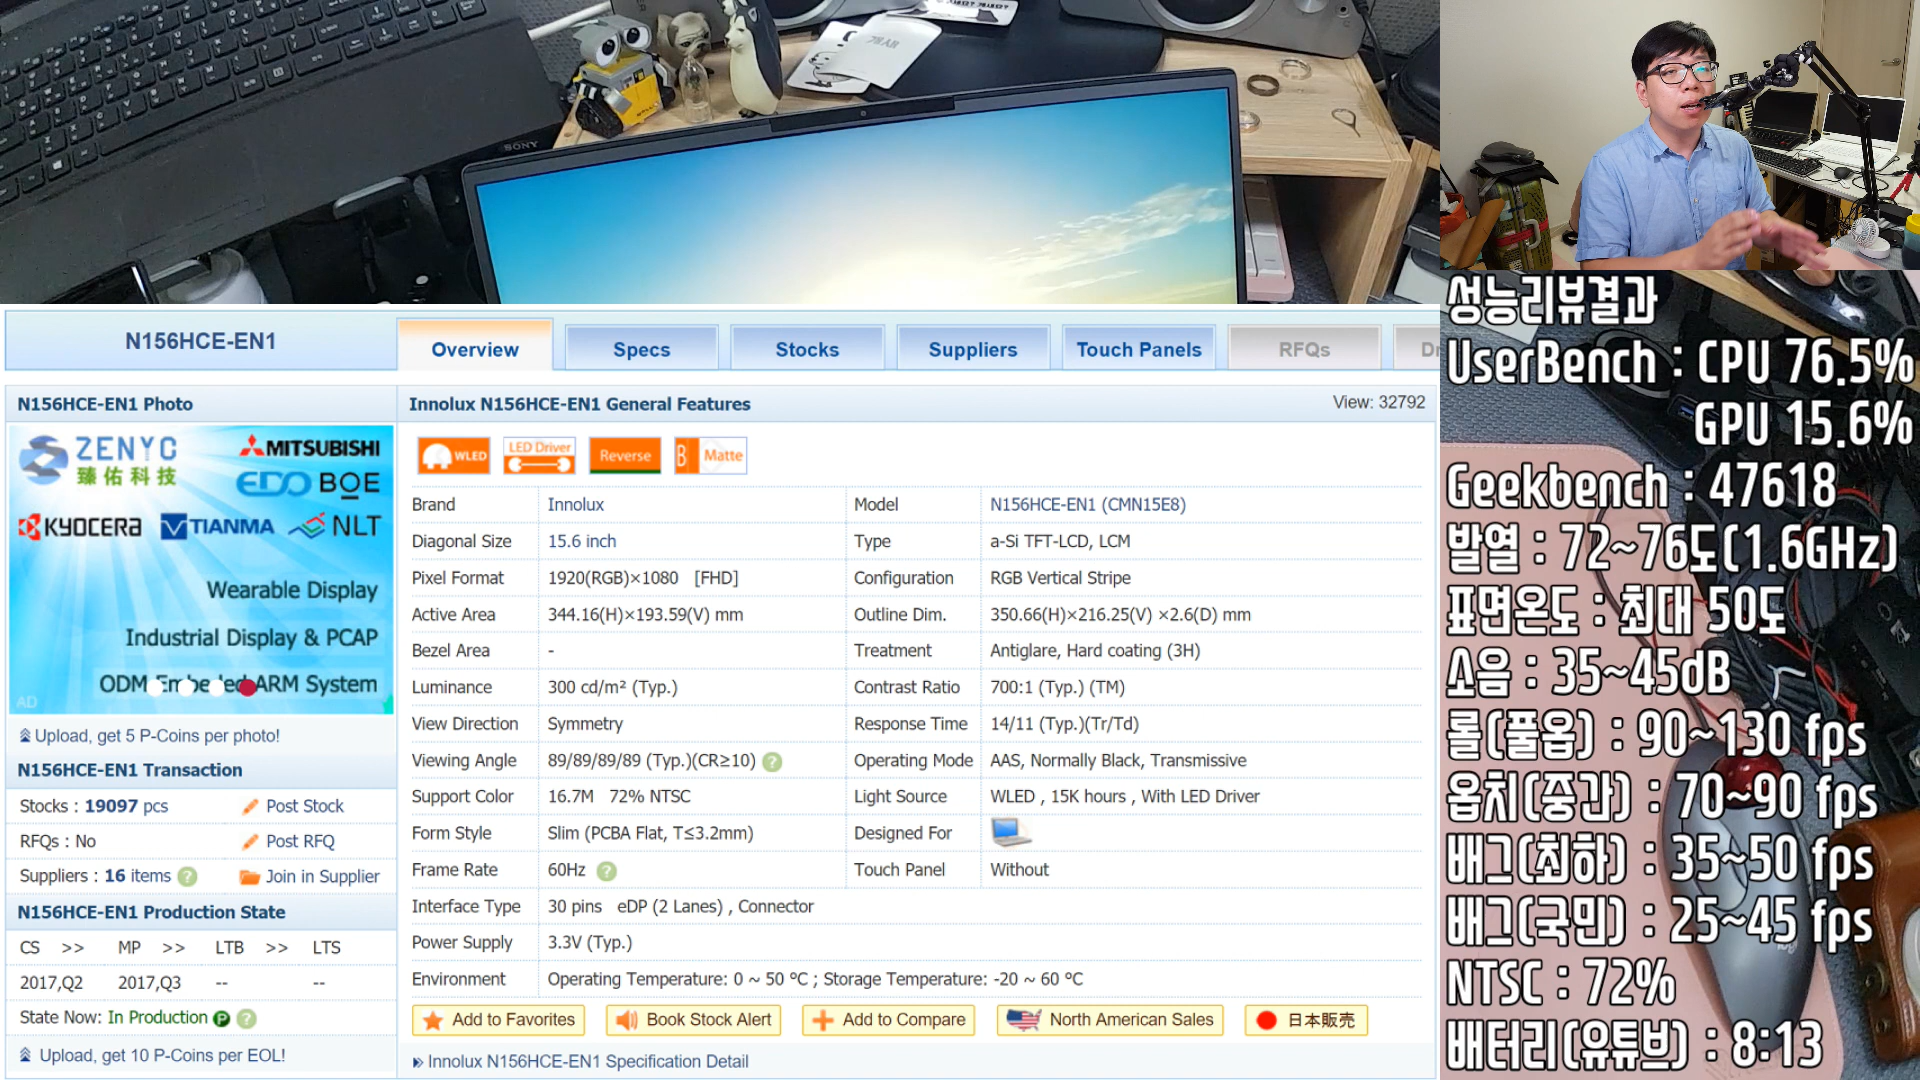 SONY
N156HCE-EN1
Overview
Specs
Stocks
Suppliers
Touch Panels
RFQs
N156HCE-EN1 Photo
Innolux N156HCE-EN1 General Features
View: 32792
ZENYC
臻佑科技
MITSUBISHI
EDO BOE
KYOCERA
TIANMA
NLT
Wearable Display
Industrial Display & PCAP
ODM Embeded ARM System
AD
WLED
LED Driver
Reverse
B Matte
Brand Innolux Model N156HCE-EN1 (CMN15E8)
Diagonal Size 15.6 inch Type a-Si TFT-LCD, LCM
Pixel Format 1920(RGB)×1080 [FHD] Configuration RGB Vertical Stripe
Active Area 344.16(H)×193.59(V) mm Outline Dim. 350.66(H)×216.25(V) ×2.6(D) mm
Bezel Area - Treatment Antiglare, Hard coating (3H)
Luminance 300 cd/m² (Typ.) Contrast Ratio 700:1 (Typ.) (TM)
View Direction Symmetry Response Time 14/11 (Typ.)(Tr/Td)
Viewing Angle 89/89/89/89 (Typ.)(CR≥10) ? Operating Mode AAS, Normally Black, Transmissive
Support Color 16.7M 72% NTSC Light Source WLED , 15K hours , With LED Driver
Form Style Slim (PCBA Flat, T≤3.2mm) Designed For
Frame Rate 60Hz ? Touch Panel Without
Interface Type 30 pins eDP (2 Lanes) , Connector
Power Supply 3.3V (Typ.)
Environment Operating Temperature: 0 ~ 50 ºC ; Storage Temperature: -20 ~ 60 ºC
Add to Favorites
Book Stock Alert
Add to Compare
North American Sales
日本販売
Innolux N156HCE-EN1 Specification Detail
Upload, get 5 P-Coins per photo!
N156HCE-EN1 Transaction
Stocks : 19097 pcs Post Stock
RFQs : No Post RFQ
Suppliers : 16 items ? Join in Supplier
N156HCE-EN1 Production State
CS >> MP >> LTB >> LTS
2017,Q2 2017,Q3 -- --
State Now: In Production P ?
Upload, get 10 P-Coins per EOL!
성능리뷰결과
UserBench : CPU 76.5%
GPU 15.6%
Geekbench : 47618
발열 : 72~76도(1.6GHz)
표면온도 : 최대 50도
소음 : 35~45dB
롤(풀옵) : 90~130 fps
옵치(중간) : 70~90 fps
배그(최하) : 35~50 fps
배그(국민) : 25~45 fps
NTSC : 72%
배터리(유튜브) : 8:13